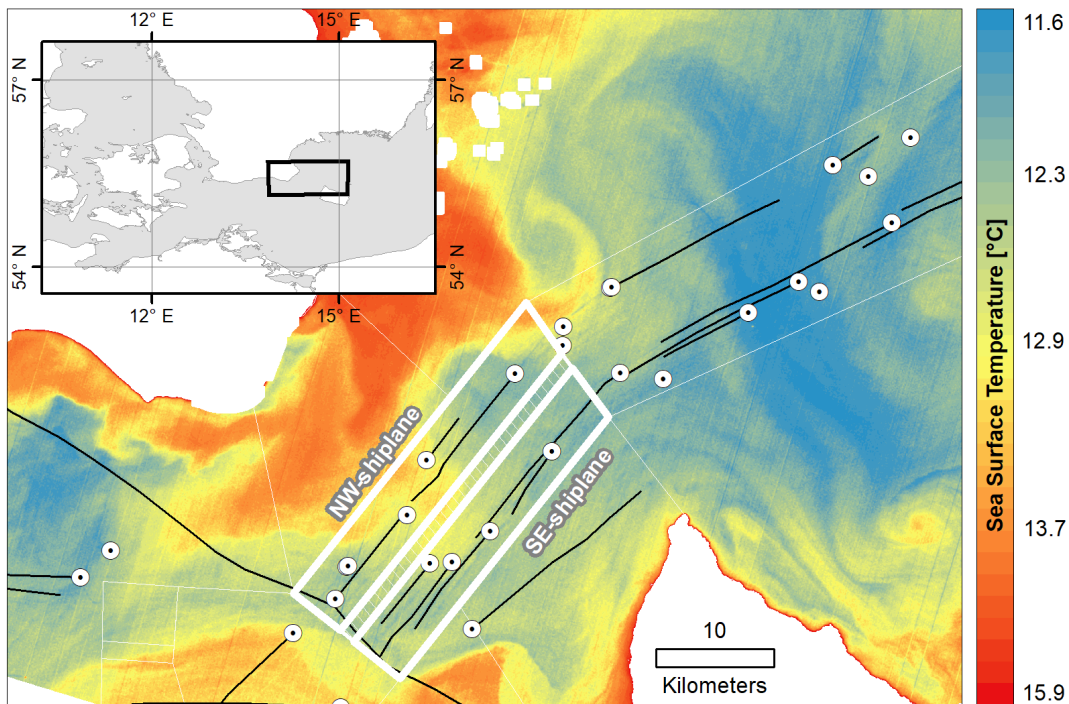 12° E
15° E
57° N
57° N
54° N
54° N
12° E
15° E
NW-shiplane
SE-shiplane
10
Kilometers
11.6
12.3
12.9
13.7
15.9
Sea Surface Temperature [°C]